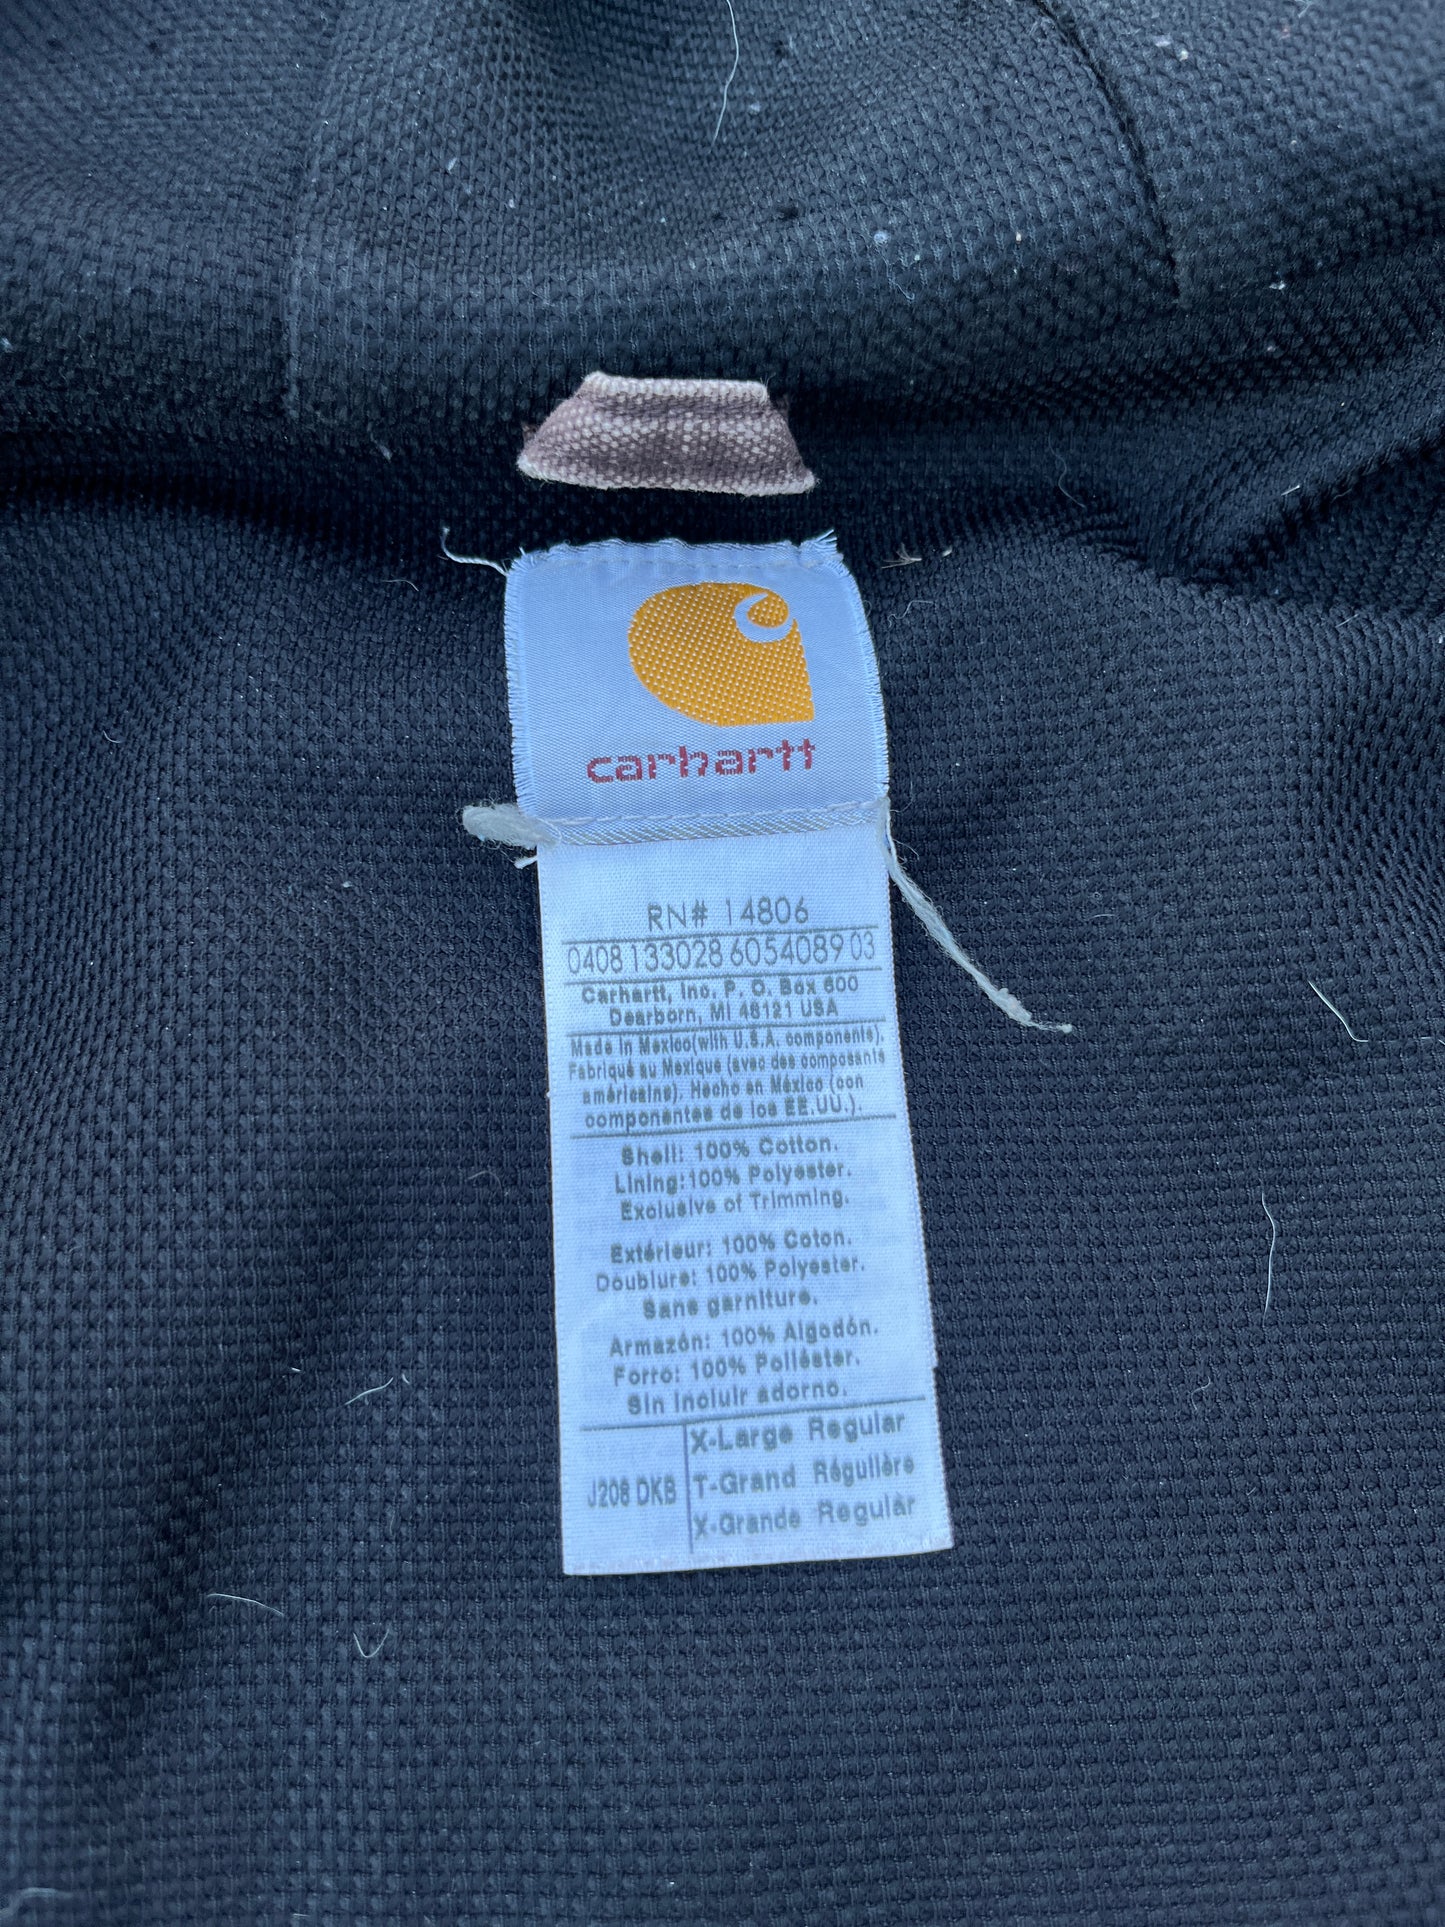 carhartt
RN# 14806
0408133028 6054089 03
Carhartt, Inc. P. O. Box 600
Dearborn, MI 48121 USA
Made in Mexico(with U.S.A. components).
Fabriqué au Mexique (avec des composants
américains). Hecho en México (con
componentes de los EE.UU.).
Shell: 100% Cotton.
Lining:100% Polyester.
Exclusive of Trimming.
Extérieur: 100% Coton.
Doublure: 100% Polyester.
Sans garniture.
Armazón: 100% Algodón.
Forro: 100% Poliéster.
Sin incluir adorno.
J208 DKB
X-Large Regular
T-Grand Régulière
X-Grande Regular